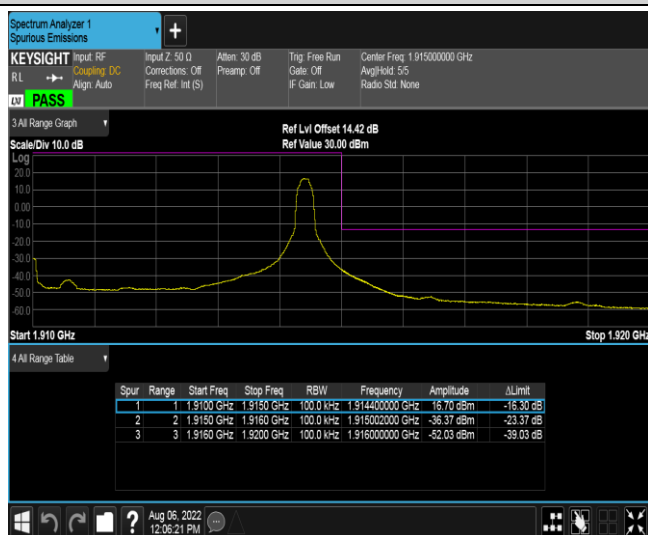 Spectrum Analyzer 1
Spurious Emissions
KEYSIGHT Input: RF Input Z: 50 Ω Atten: 30 dB Trig: Free Run Center Freq: 1.915000000 GHz
R L Coupling: DC Corrections: Off Preamp: Off Gate: Off Avg|Hold: 5/5
Align: Auto Freq Ref: Int (S) IF Gain: Low Radio Std: None
LXI PASS
3 All Range Graph
Ref Lvl Offset 14.42 dB
Scale/Div 10.0 dB Ref Value 30.00 dBm
Log
20.0
10.0
0.00
-10.0
-20.0
-30.0
-40.0
-50.0
-60.0
Start 1.910 GHz Stop 1.920 GHz
4 All Range Table
Spur Range Start Freq Stop Freq RBW Frequency Amplitude ΔLimit
1 1 1.9100 GHz 1.9150 GHz 100.0 kHz 1.914400000 GHz 16.70 dBm -16.30 dB
2 2 1.9150 GHz 1.9160 GHz 100.0 kHz 1.915002000 GHz -36.37 dBm -23.37 dB
3 3 1.9160 GHz 1.9200 GHz 100.0 kHz 1.916000000 GHz -52.03 dBm -39.03 dB
Aug 06, 2022
12:06:21 PM